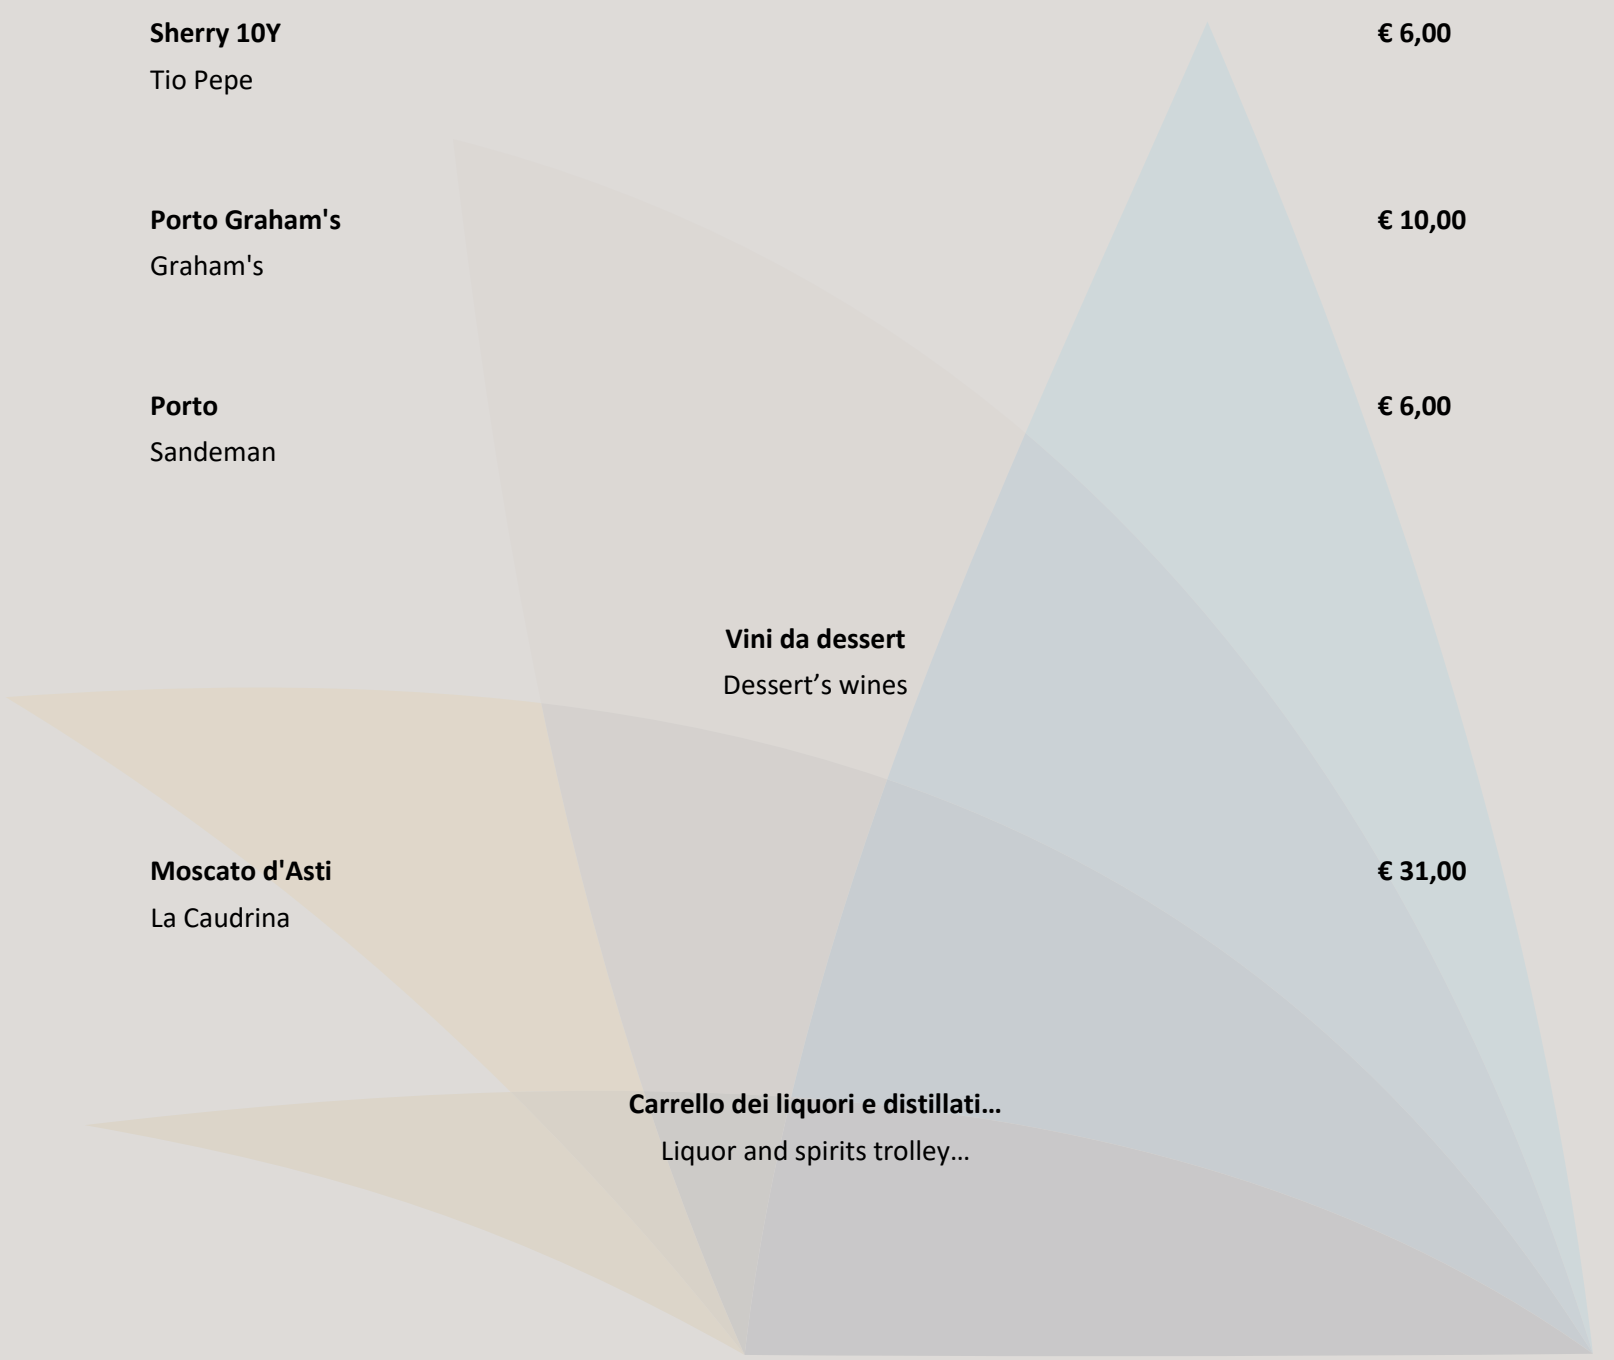 Sherry 10Y € 6,00
Tio Pepe
Porto Graham's € 10,00
Graham's
Porto € 6,00
Sandeman
Vini da dessert
Dessert’s wines
Moscato d'Asti € 31,00
La Caudrina
Carrello dei liquori e distillati…
Liquor and spirits trolley…